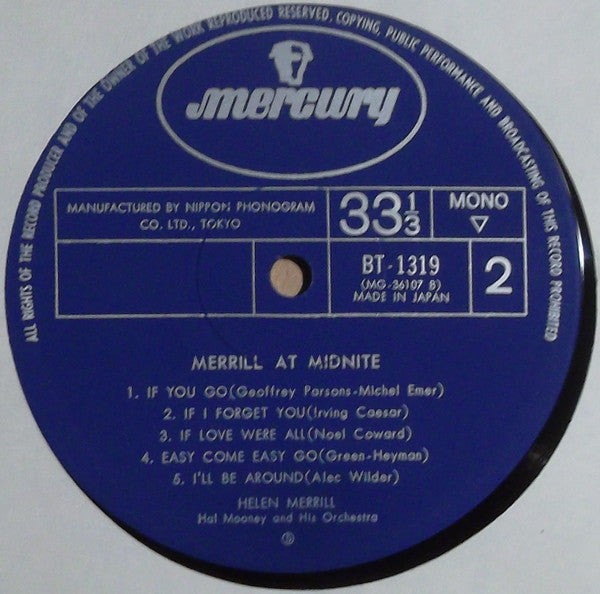 ALL RIGHTS OF THE RECORD PRODUCER AND OF THE OWNER OF THE WORK REPRODUCED RESERVED. COPYING, PUBLIC PERFORMANCE AND BROADCASTING OF THIS RECORD PROHIBITED
mercury
MANUFACTURED BY NIPPON PHONOGRAM
CO. LTD., TOKYO
33 1/3
MONO
▽
BT-1319
(MG-36107 B)
MADE IN JAPAN
2
MERRILL AT MIDNITE
1. IF YOU GO(Geoffrey Parsons-Michel Emer)
2. IF I FORGET YOU(Irving Caesar)
3. IF LOVE WERE ALL(Noel Coward)
4. EASY COME EASY GO(Green-Heyman)
5. I'LL BE AROUND(Alec Wilder)
HELEN MERRILL
Hal Mooney and His Orchestra
Ⓟ